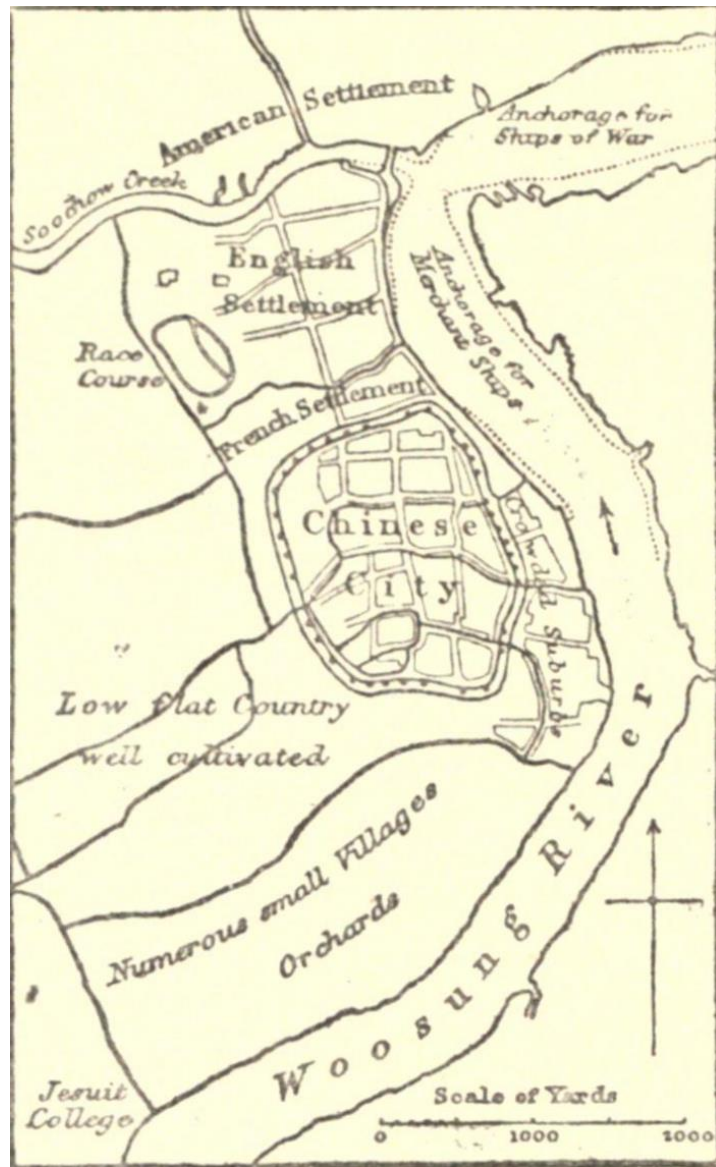 American Settlement
Anchorage for
Ships of War
Soochow Creek
English
Settlement
Anchorage for
Merchant Ships
Race
Course
French Settlement
Chinese
City
Crowded Suburbs
Low flat Country
well cultivated
Numerous small Villages
Orchards
Woosung River
Jesuit
College
Scale of Yards
0 1000 2000